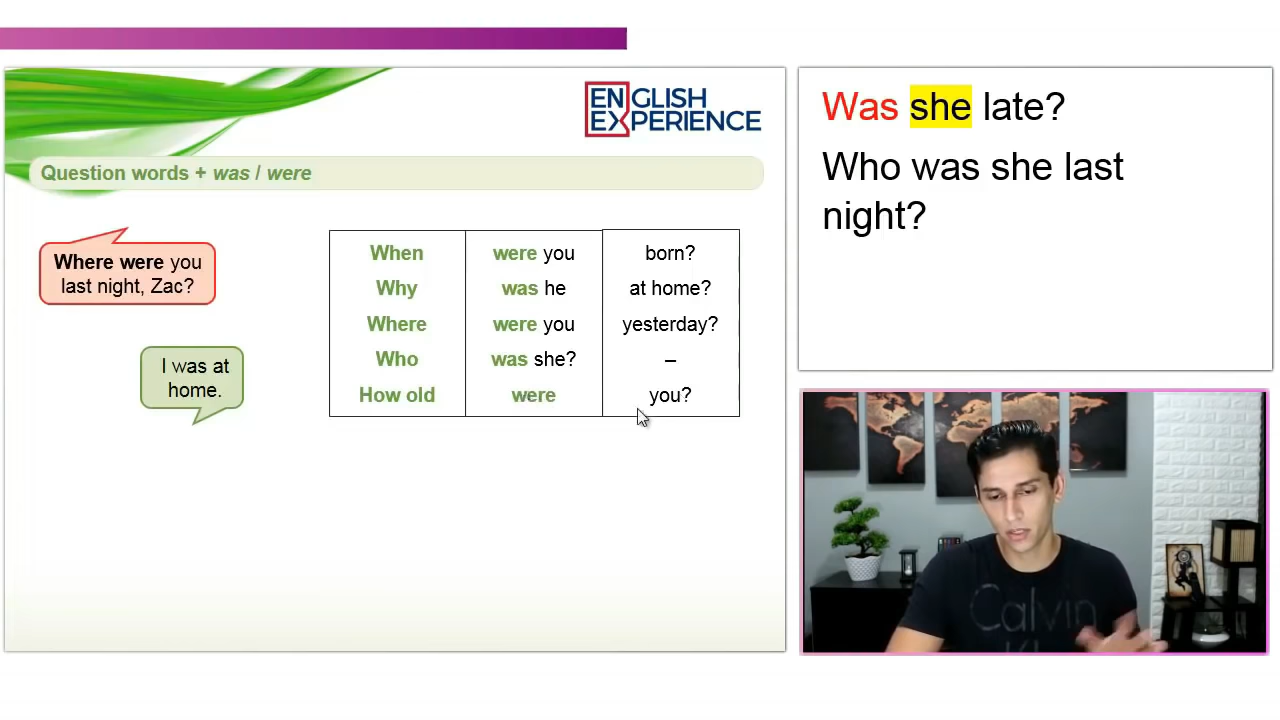 ENGLISH
EXPERIENCE
Question words + was / were
Where were you
last night, Zac?
I was at
home.
When were you born?
Why was he at home?
Where were you yesterday?
Who was she? –
How old were you?
Was she late?
Who was she last
night?
Calvin